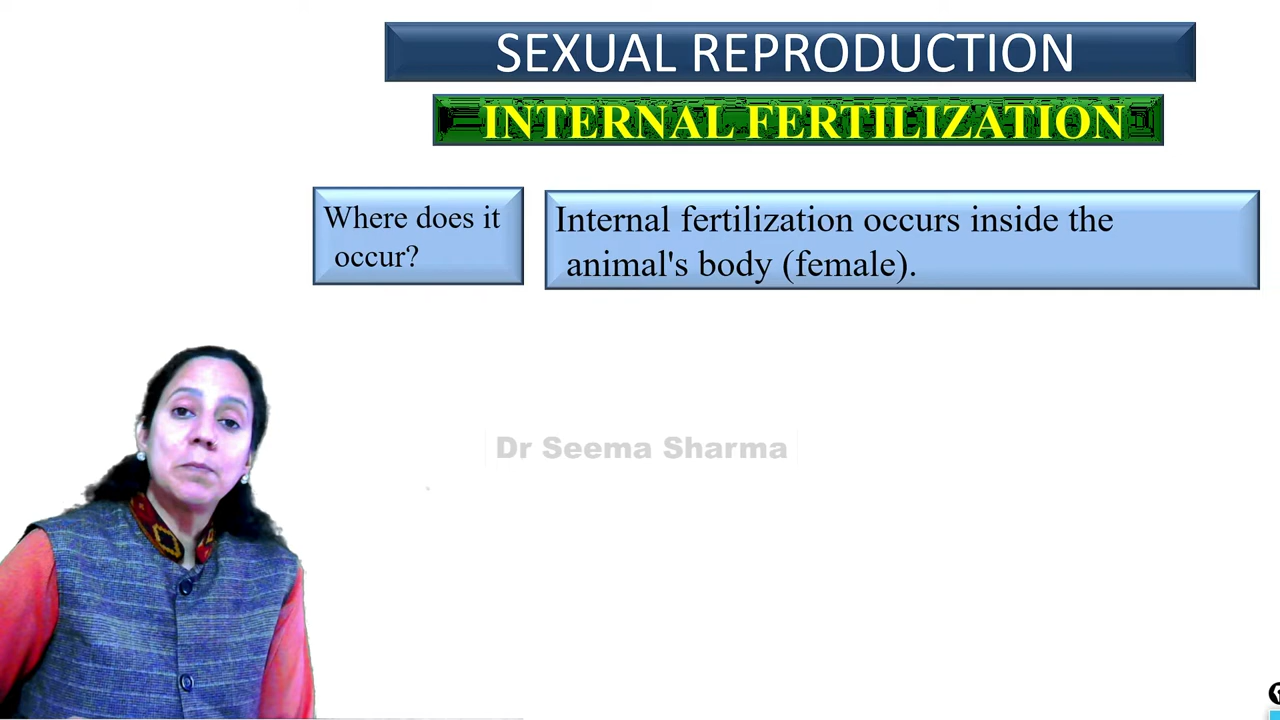 SEXUAL REPRODUCTION
INTERNAL FERTILIZATION
Where does it
occur?
Internal fertilization occurs inside the
animal's body (female).
Dr Seema Sharma